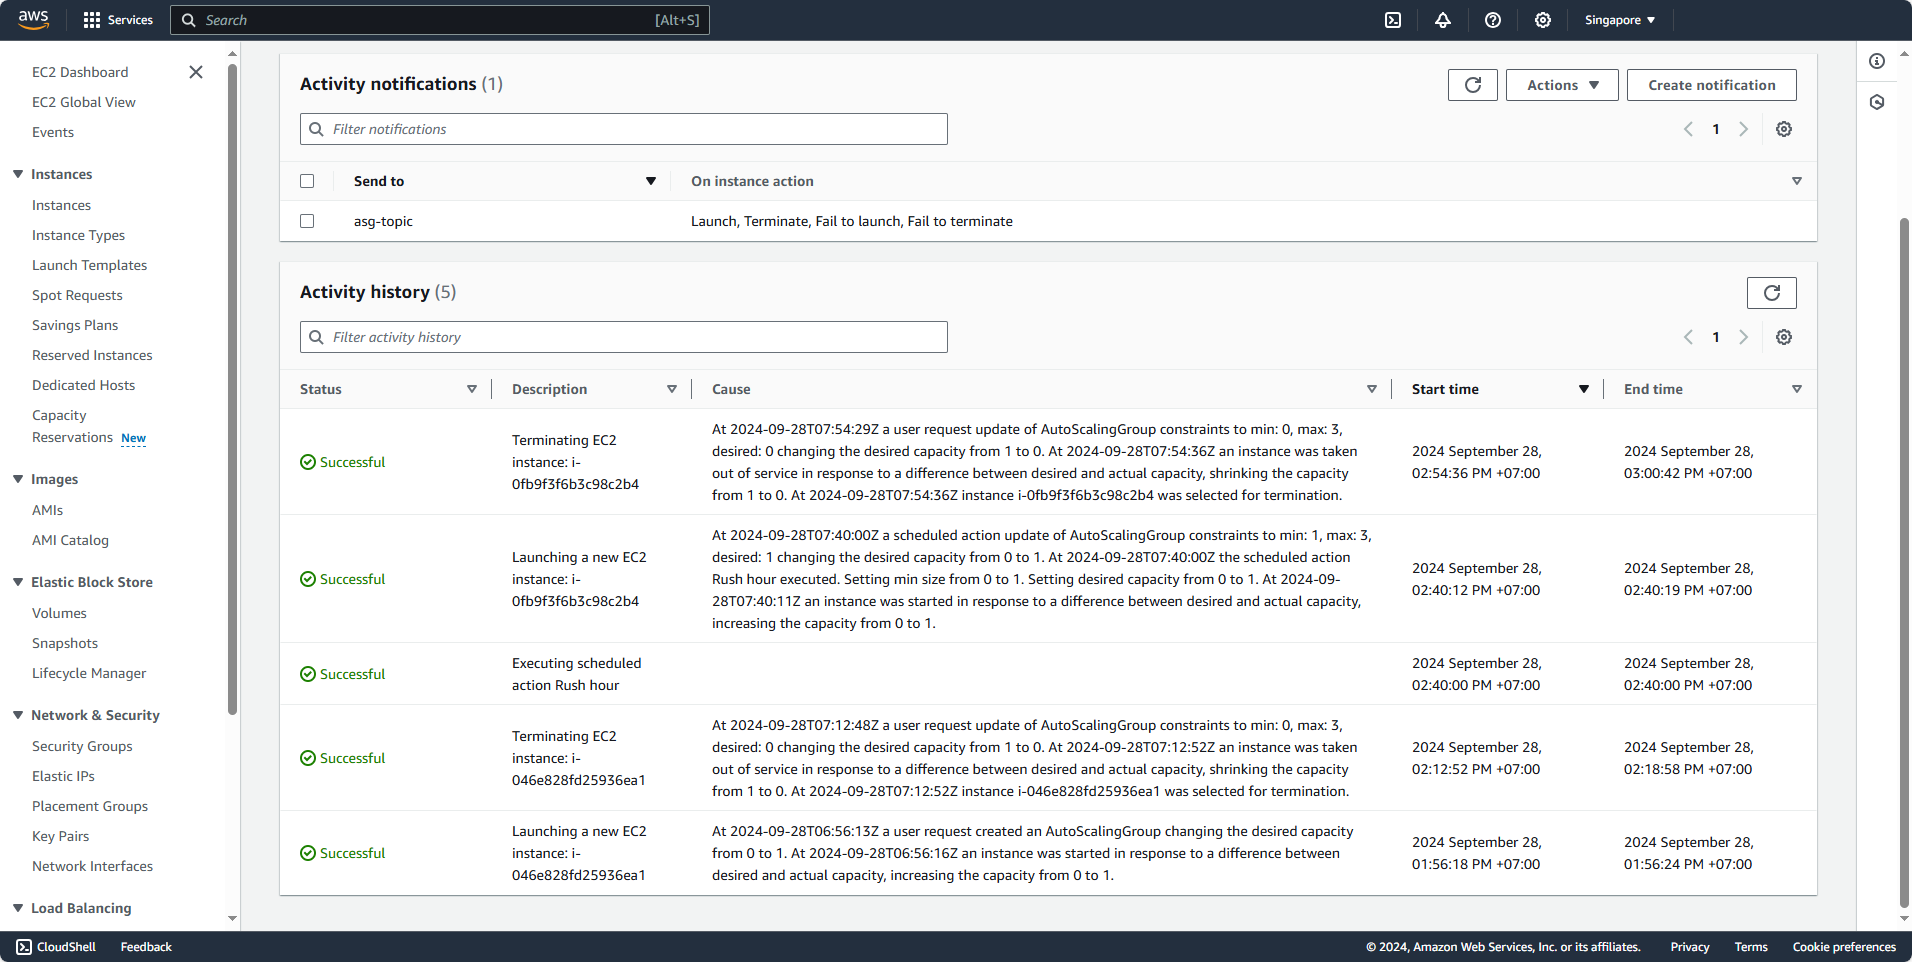 aws
Services
Search
[Alt+S]
Singapore
EC2 Dashboard
EC2 Global View
Events
Instances
Instances
Instance Types
Launch Templates
Spot Requests
Savings Plans
Reserved Instances
Dedicated Hosts
Capacity
Reservations New
Images
AMIs
AMI Catalog
Elastic Block Store
Volumes
Snapshots
Lifecycle Manager
Network & Security
Security Groups
Elastic IPs
Placement Groups
Key Pairs
Network Interfaces
Load Balancing
Activity notifications (1)
Actions
Create notification
Filter notifications
1
Send to
On instance action
asg-topic
Launch, Terminate, Fail to launch, Fail to terminate
Activity history (5)
Filter activity history
1
Status
Description
Cause
Start time
End time
Successful
Terminating EC2
instance: i-
0fb9f3f6b3c98c2b4
At 2024-09-28T07:54:29Z a user request update of AutoScalingGroup constraints to min: 0, max: 3,
desired: 0 changing the desired capacity from 1 to 0. At 2024-09-28T07:54:36Z an instance was taken
out of service in response to a difference between desired and actual capacity, shrinking the capacity
from 1 to 0. At 2024-09-28T07:54:36Z instance i-0fb9f3f6b3c98c2b4 was selected for termination.
2024 September 28,
02:54:36 PM +07:00
2024 September 28,
03:00:42 PM +07:00
Successful
Launching a new EC2
instance: i-
0fb9f3f6b3c98c2b4
At 2024-09-28T07:40:00Z a scheduled action update of AutoScalingGroup constraints to min: 1, max: 3,
desired: 1 changing the desired capacity from 0 to 1. At 2024-09-28T07:40:00Z the scheduled action
Rush hour executed. Setting min size from 0 to 1. Setting desired capacity from 0 to 1. At 2024-09-
28T07:40:11Z an instance was started in response to a difference between desired and actual capacity,
increasing the capacity from 0 to 1.
2024 September 28,
02:40:12 PM +07:00
2024 September 28,
02:40:19 PM +07:00
Successful
Executing scheduled
action Rush hour
2024 September 28,
02:40:00 PM +07:00
2024 September 28,
02:40:00 PM +07:00
Successful
Terminating EC2
instance: i-
046e828fd25936ea1
At 2024-09-28T07:12:48Z a user request update of AutoScalingGroup constraints to min: 0, max: 3,
desired: 0 changing the desired capacity from 1 to 0. At 2024-09-28T07:12:52Z an instance was taken
out of service in response to a difference between desired and actual capacity, shrinking the capacity
from 1 to 0. At 2024-09-28T07:12:52Z instance i-046e828fd25936ea1 was selected for termination.
2024 September 28,
02:12:52 PM +07:00
2024 September 28,
02:18:58 PM +07:00
Successful
Launching a new EC2
instance: i-
046e828fd25936ea1
At 2024-09-28T06:56:13Z a user request created an AutoScalingGroup changing the desired capacity
from 0 to 1. At 2024-09-28T06:56:16Z an instance was started in response to a difference between
desired and actual capacity, increasing the capacity from 0 to 1.
2024 September 28,
01:56:18 PM +07:00
2024 September 28,
01:56:24 PM +07:00
CloudShell
Feedback
© 2024, Amazon Web Services, Inc. or its affiliates.
Privacy
Terms
Cookie preferences